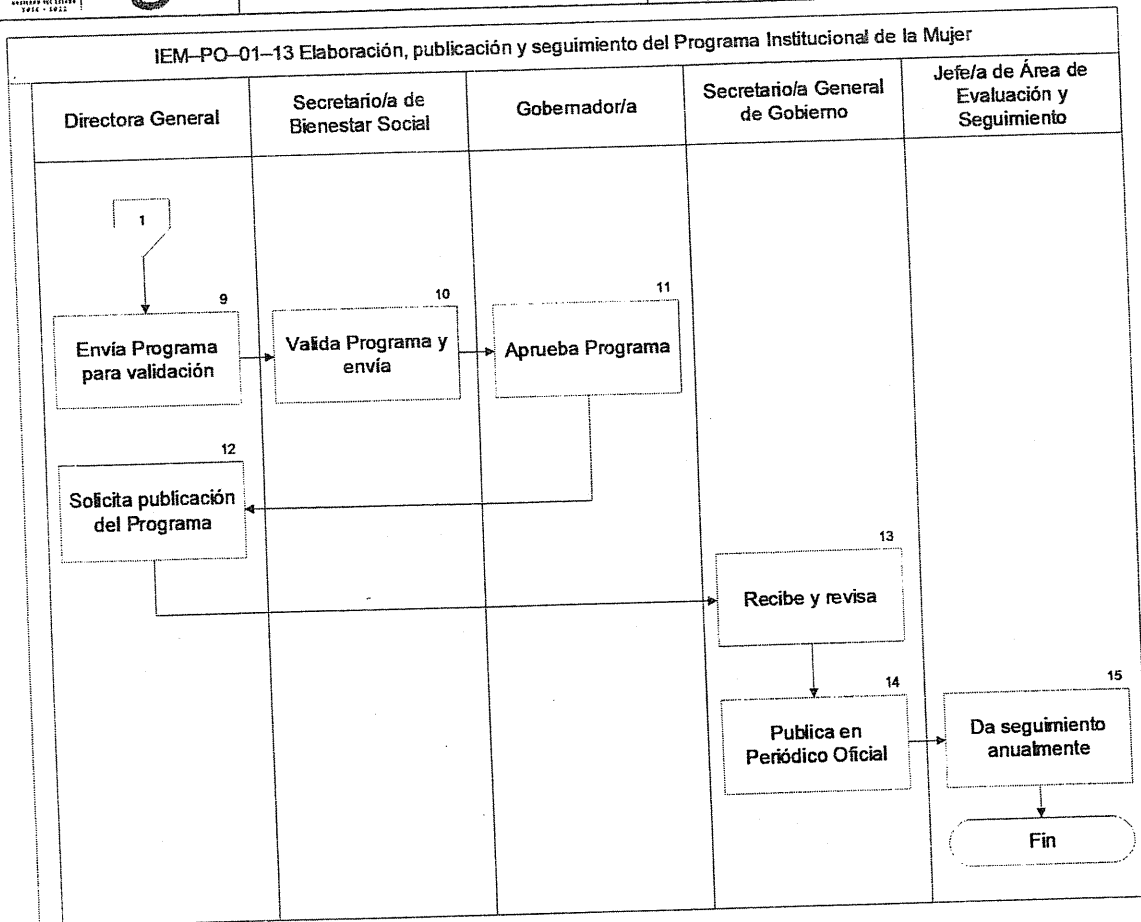 IEM–PO–01–13 Elaboración, publicación y seguimiento del Programa Institucional de la Mujer
Directora General
Secretario/a de
Bienestar Social
Gobernador/a
Secretario/a General
de Gobierno
Jefe/a de Área de
Evaluación y
Seguimiento
1
9
Envía Programa
para validación
10
Valida Programa y
envía
11
Aprueba Programa
12
Solicita publicación
del Programa
13
Recibe y revisa
14
Publica en
Periódico Oficial
15
Da seguimiento
anualmente
Fin